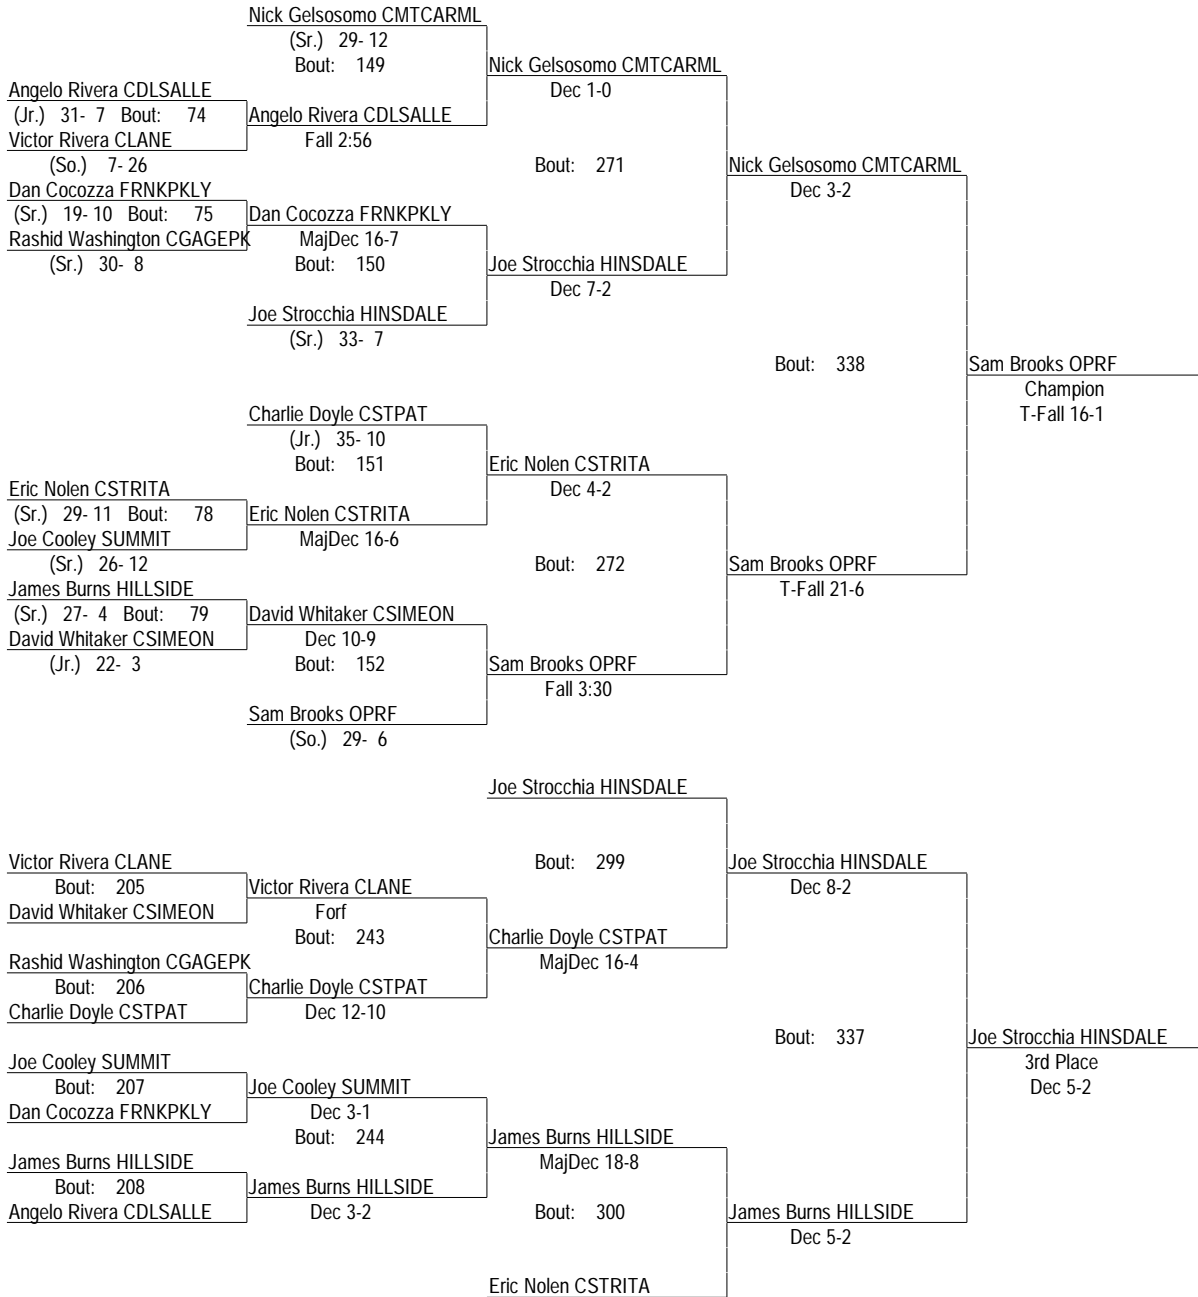 Nick Gelsosomo CMTCARML
(Sr.) 29- 12
Bout: 149
Nick Gelsosomo CMTCARML
Dec 1-0
Angelo Rivera CDLSALLE
(Jr.) 31- 7 Bout: 74
Angelo Rivera CDLSALLE
Fall 2:56
Victor Rivera CLANE
(So.) 7- 26
Bout: 271
Nick Gelsosomo CMTCARML
Dec 3-2
Dan Cocozza FRNKPKLY
(Sr.) 19- 10 Bout: 75
Dan Cocozza FRNKPKLY
MajDec 16-7
Rashid Washington CGAGEPK
(Sr.) 30- 8
Bout: 150
Joe Strocchia HINSDALE
Dec 7-2
Joe Strocchia HINSDALE
(Sr.) 33- 7
Bout: 338
Sam Brooks OPRF
Champion
T-Fall 16-1
Charlie Doyle CSTPAT
(Jr.) 35- 10
Bout: 151
Eric Nolen CSTRITA
Dec 4-2
Eric Nolen CSTRITA
(Sr.) 29- 11 Bout: 78
Eric Nolen CSTRITA
MajDec 16-6
Joe Cooley SUMMIT
(Sr.) 26- 12
Bout: 272
Sam Brooks OPRF
T-Fall 21-6
James Burns HILLSIDE
(Sr.) 27- 4 Bout: 79
David Whitaker CSIMEON
Dec 10-9
David Whitaker CSIMEON
(Jr.) 22- 3
Bout: 152
Sam Brooks OPRF
Fall 3:30
Sam Brooks OPRF
(So.) 29- 6
Joe Strocchia HINSDALE
Bout: 299
Joe Strocchia HINSDALE
Dec 8-2
Victor Rivera CLANE
Bout: 205
Victor Rivera CLANE
Forf
David Whitaker CSIMEON
Bout: 243
Charlie Doyle CSTPAT
MajDec 16-4
Rashid Washington CGAGEPK
Bout: 206
Charlie Doyle CSTPAT
Dec 12-10
Charlie Doyle CSTPAT
Bout: 337
Joe Strocchia HINSDALE
3rd Place
Dec 5-2
Joe Cooley SUMMIT
Bout: 207
Joe Cooley SUMMIT
Dec 3-1
Dan Cocozza FRNKPKLY
Bout: 244
James Burns HILLSIDE
MajDec 18-8
James Burns HILLSIDE
Bout: 208
James Burns HILLSIDE
Dec 3-2
Angelo Rivera CDLSALLE
Bout: 300
James Burns HILLSIDE
Dec 5-2
Eric Nolen CSTRITA